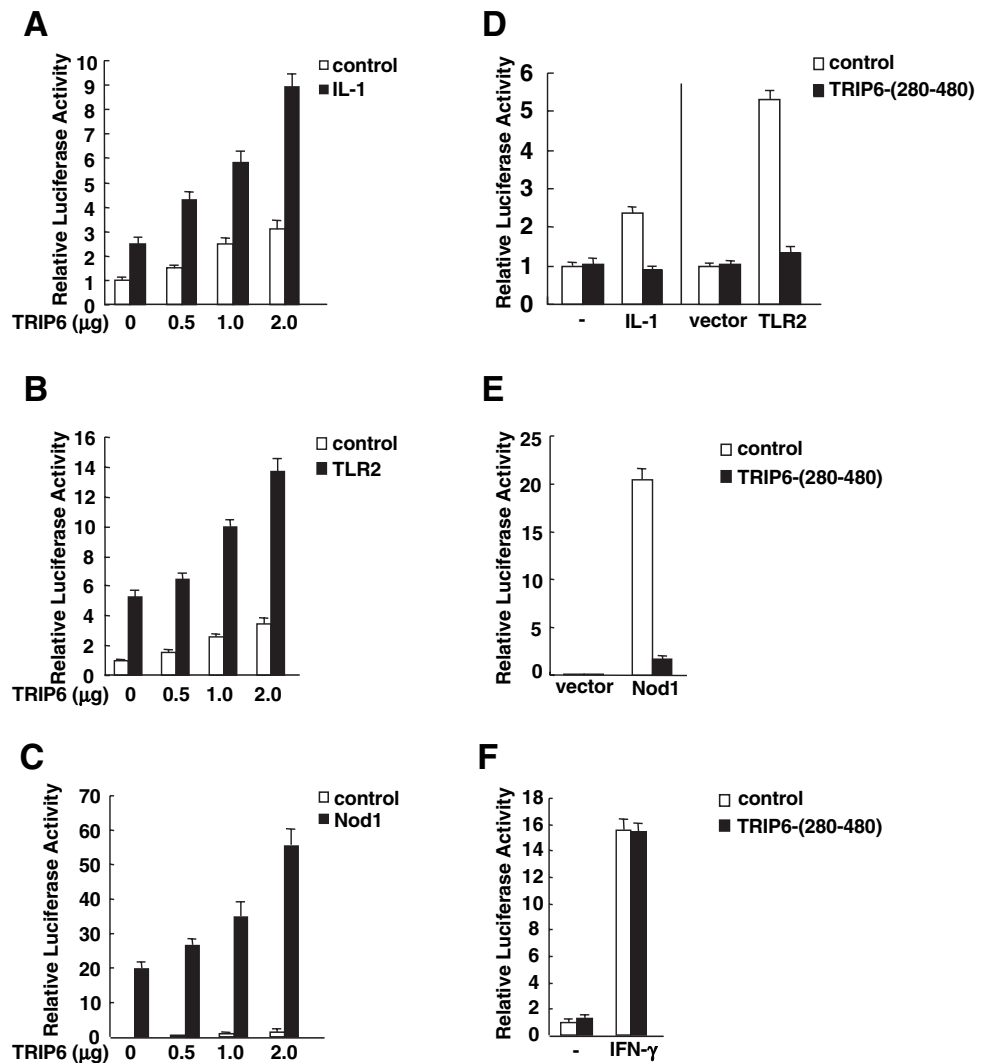 A
Relative Luciferase Activity
10
9
8
7
6
5
4
3
2
1
0
control
IL-1
TRIP6 (μg) 0 0.5 1.0 2.0
B
Relative Luciferase Activity
16
14
12
10
8
6
4
2
0
control
TLR2
TRIP6 (μg) 0 0.5 1.0 2.0
C
Relative Luciferase Activity
70
60
50
40
30
20
10
0
control
Nod1
TRIP6 (μg) 0 0.5 1.0 2.0
D
Relative Luciferase Activity
6
5
4
3
2
1
0
control
TRIP6-(280-480)
- IL-1 vector TLR2
E
Relative Luciferase Activity
25
20
15
10
5
0
control
TRIP6-(280-480)
vector Nod1
F
Relative Luciferase Activity
18
16
14
12
10
8
6
4
2
0
control
TRIP6-(280-480)
- IFN-γ